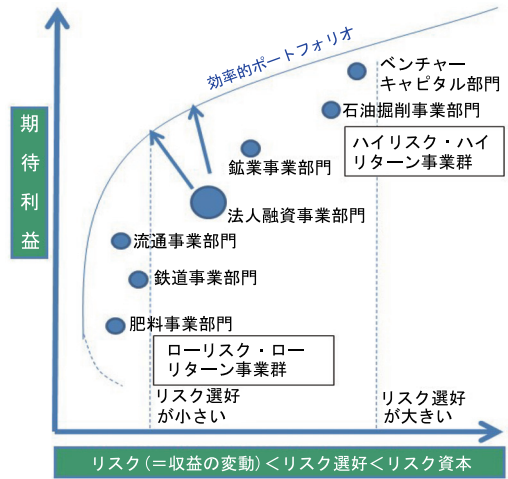 効率的ポートフォリオ
ベンチャー
キャピタル部門
石油掘削事業部門
ハイリスク・ハイ
リターン事業群
鉱業事業部門
期待利益
法人融資事業部門
流通事業部門
鉄道事業部門
肥料事業部門
ローリスク・ロー
リターン事業群
リスク選好
が小さい
リスク選好
が大きい
リスク(=収益の変動)<リスク選好<リスク資本